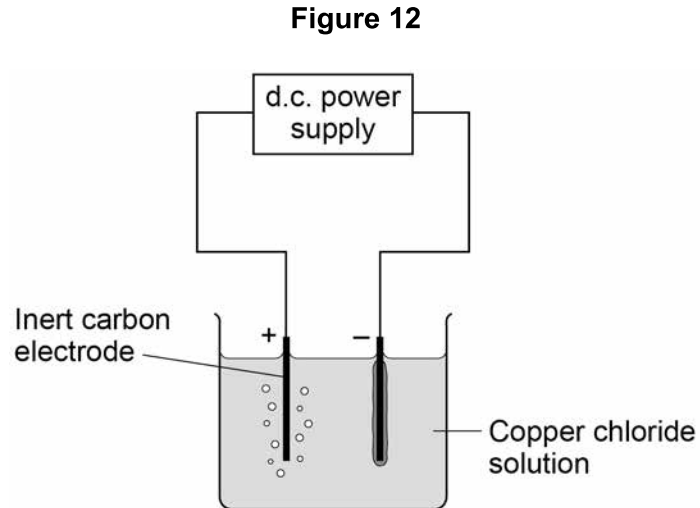 Figure 12
d.c. power
supply
Inert carbon
electrode
+
–
Copper chloride
solution